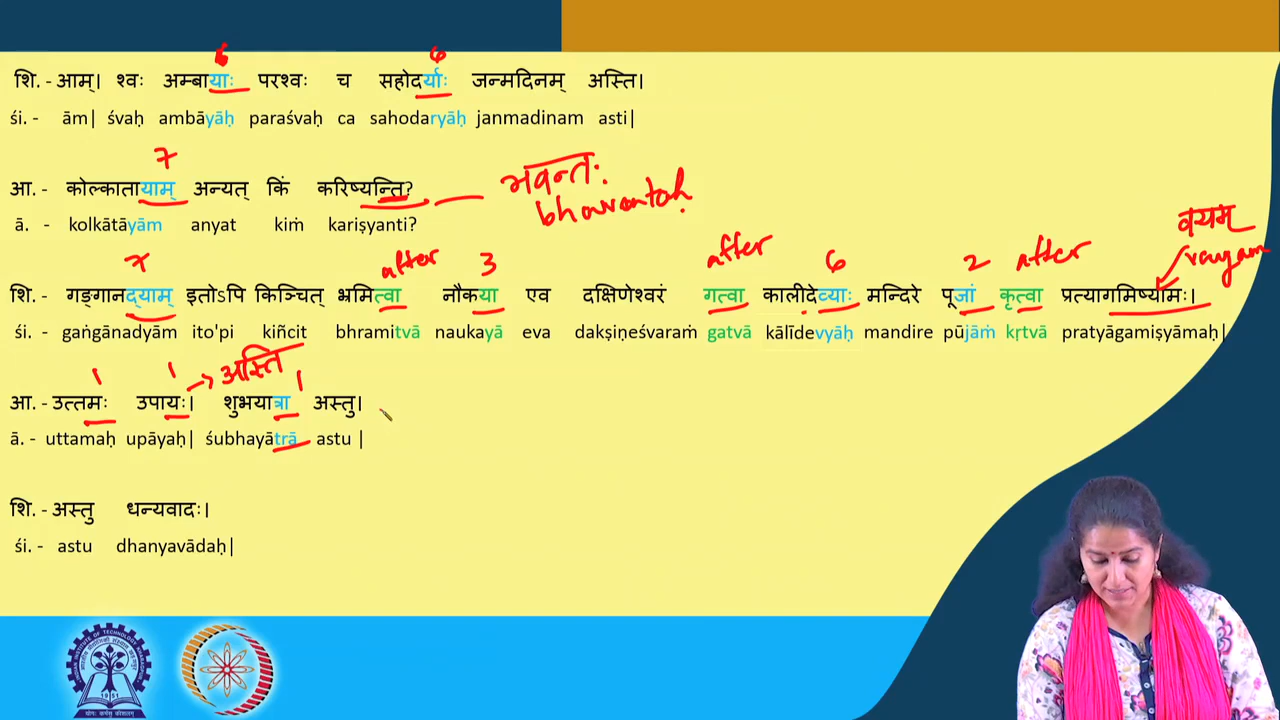 6 6
शि. - आम्। श्वः अम्बायाः परश्वः च सहोदर्याः जन्मदिनम् अस्ति।
śi. - ām| śvaḥ ambāyāḥ paraśvaḥ ca sahodaryāḥ janmadinam asti|
7
आ. - कोल्कातायाम् अन्यत् किं करिष्यन्ति? भवन्तः
bhavantaḥ
ā. - kolkātāyām anyat kiṁ kariṣyanti?
वयम्
7 after 3 after 6 2 after vayam
शि. - गङ्गानद्याम् इतोऽपि किञ्चित् भ्रमित्वा नौकया एव दक्षिणेश्वरं गत्वा कालीदेव्याः मन्दिरे पूजां कृत्वा प्रत्यागमिष्यामः।
śi. - gaṅgānadyām ito'pi kiñcit bhramitvā naukayā eva dakṣiṇeśvaraṁ gatvā kālīdevyāḥ mandire pūjāṁ kṛtvā pratyāgamiṣyāmaḥ|
1 1 अस्ति 1
आ. - उत्तमः उपायः। शुभयात्रा अस्तु।
ā. - uttamaḥ upāyaḥ| śubhayātrā astu |
शि. - अस्तु धन्यवादः।
śi. - astu dhanyavādaḥ|